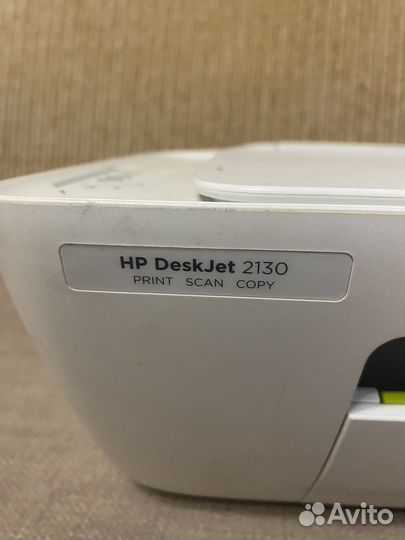 HP DeskJet 2130
PRINT SCAN COPY
Avito